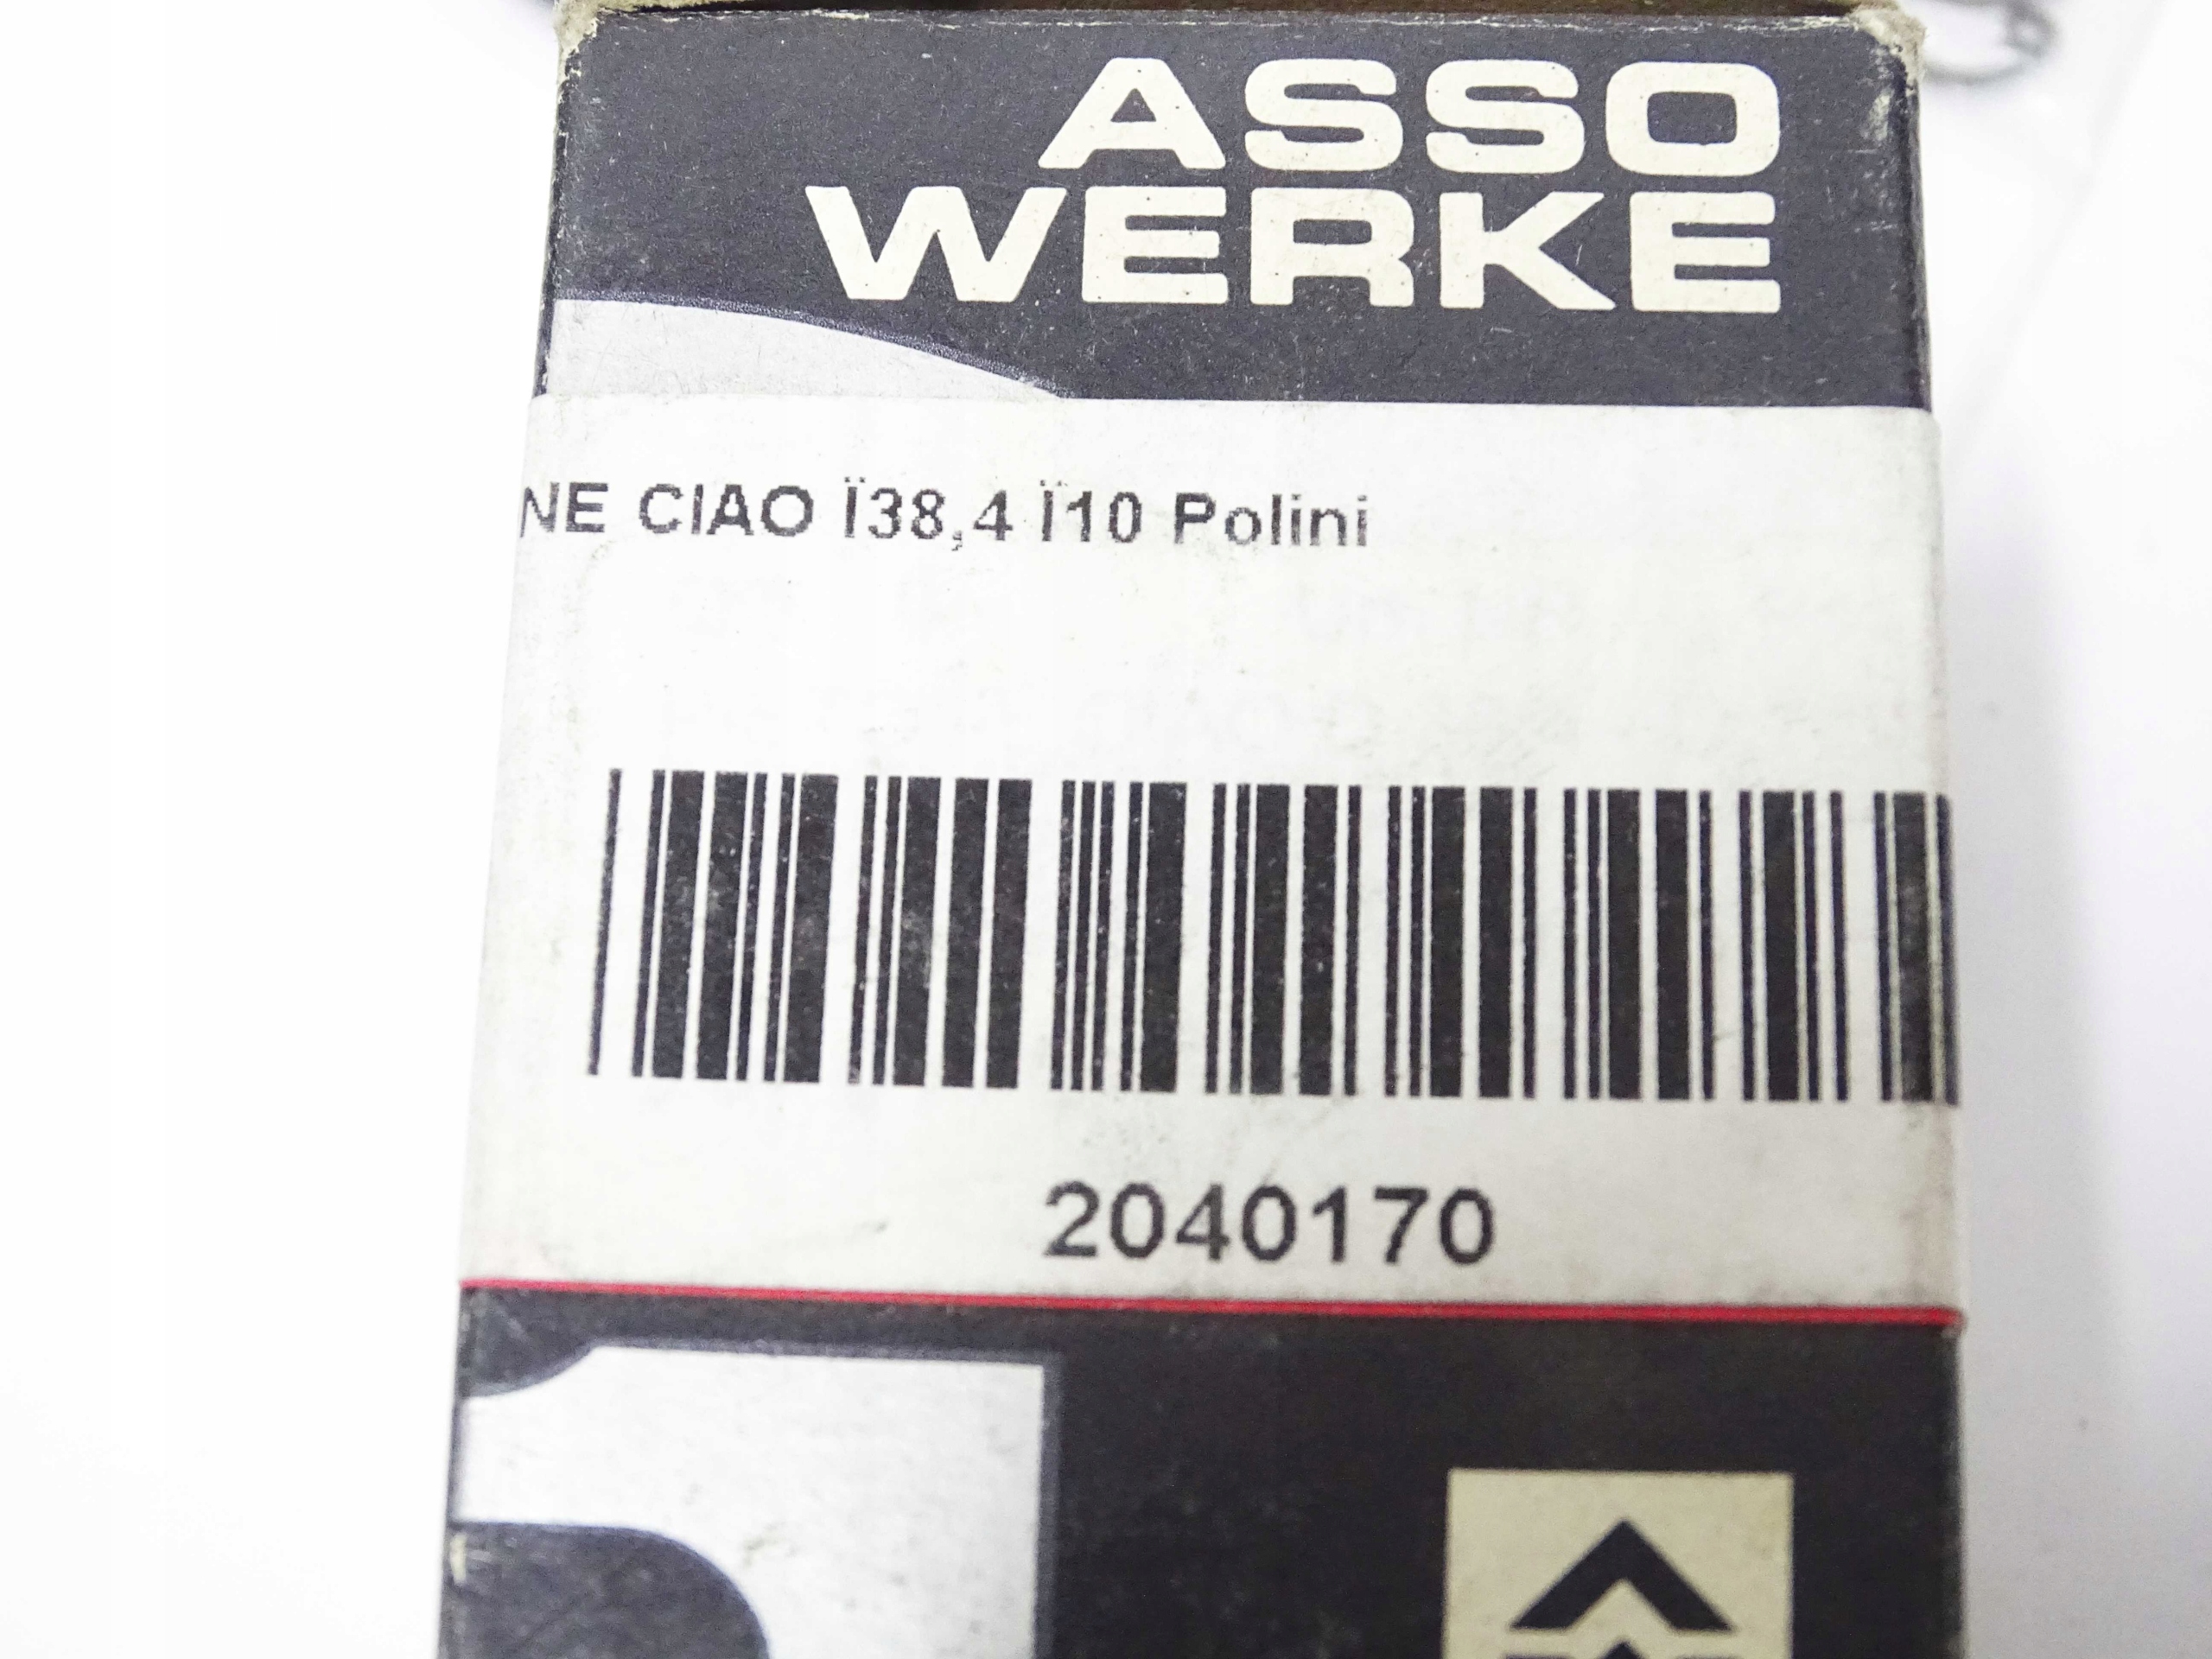 ASSO
WERKE
NE CIAO Ï38,4 Ï10 Polini
2040170